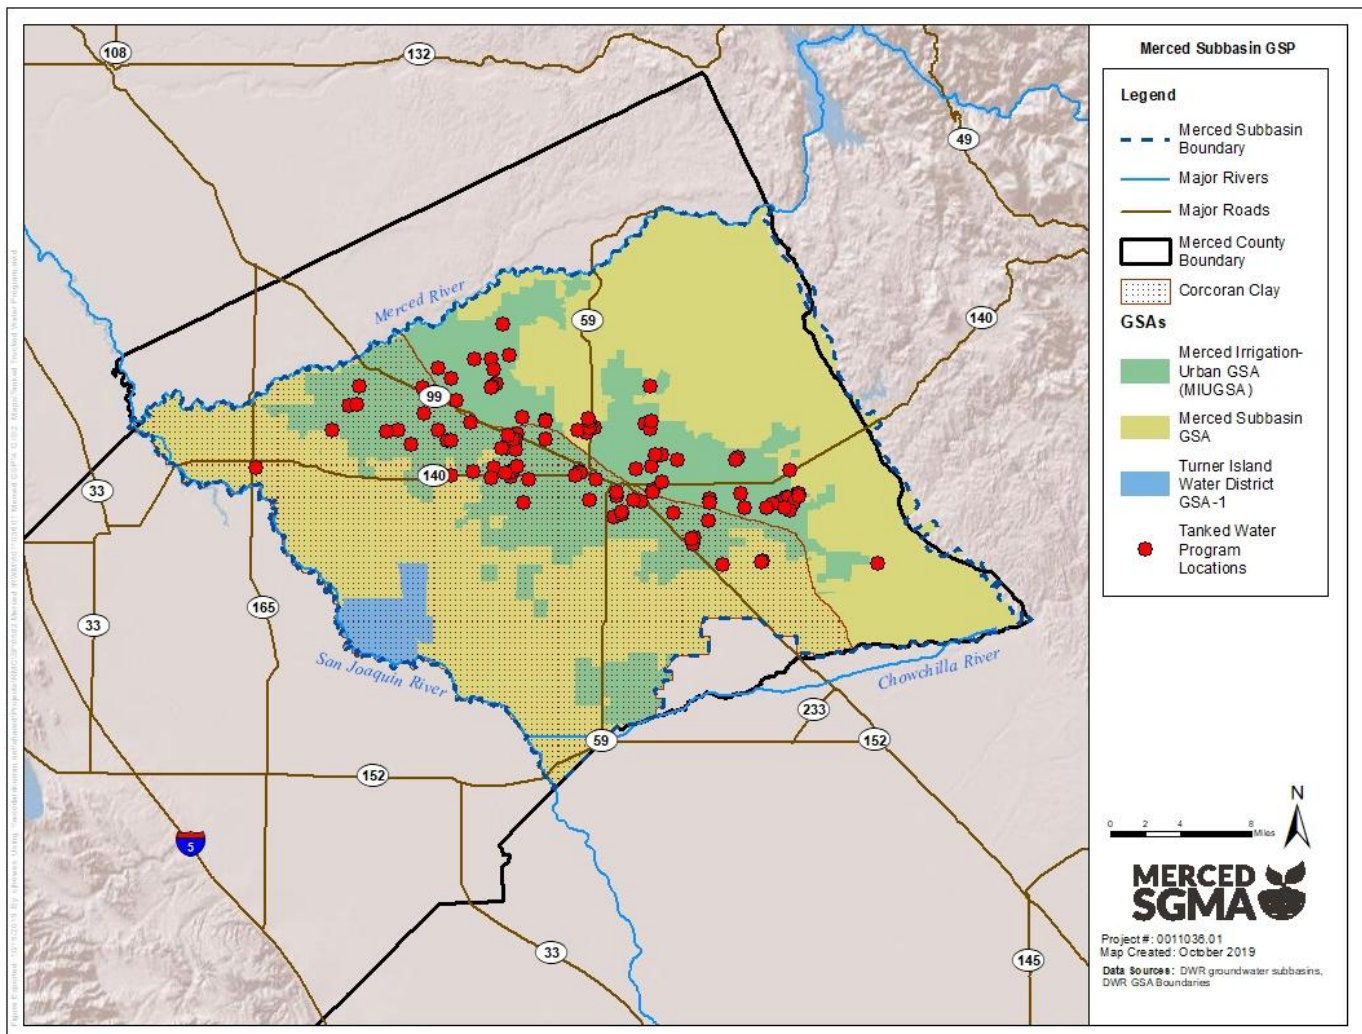 108
132
49
Merced River
59
140
99
140
33
165
33
San Joaquin River
Chowchilla River
233
59
152
152
5
33
145
Merced Subbasin GSP
Legend
Merced Subbasin
Boundary
Major Rivers
Major Roads
Merced County
Boundary
Corcoran Clay
GSAs
Merced Irrigation-
Urban GSA
(MIUGSA)
Merced Subbasin
GSA
Turner Island
Water District
GSA-1
Tanked Water
Program
Locations
N
0 2 4 8
Miles
MERCED
SGMA
Project #: 0011036.01
Map Created: October 2019
Data Sources: DWR groundwater subbasins,
DWR GSA Boundaries